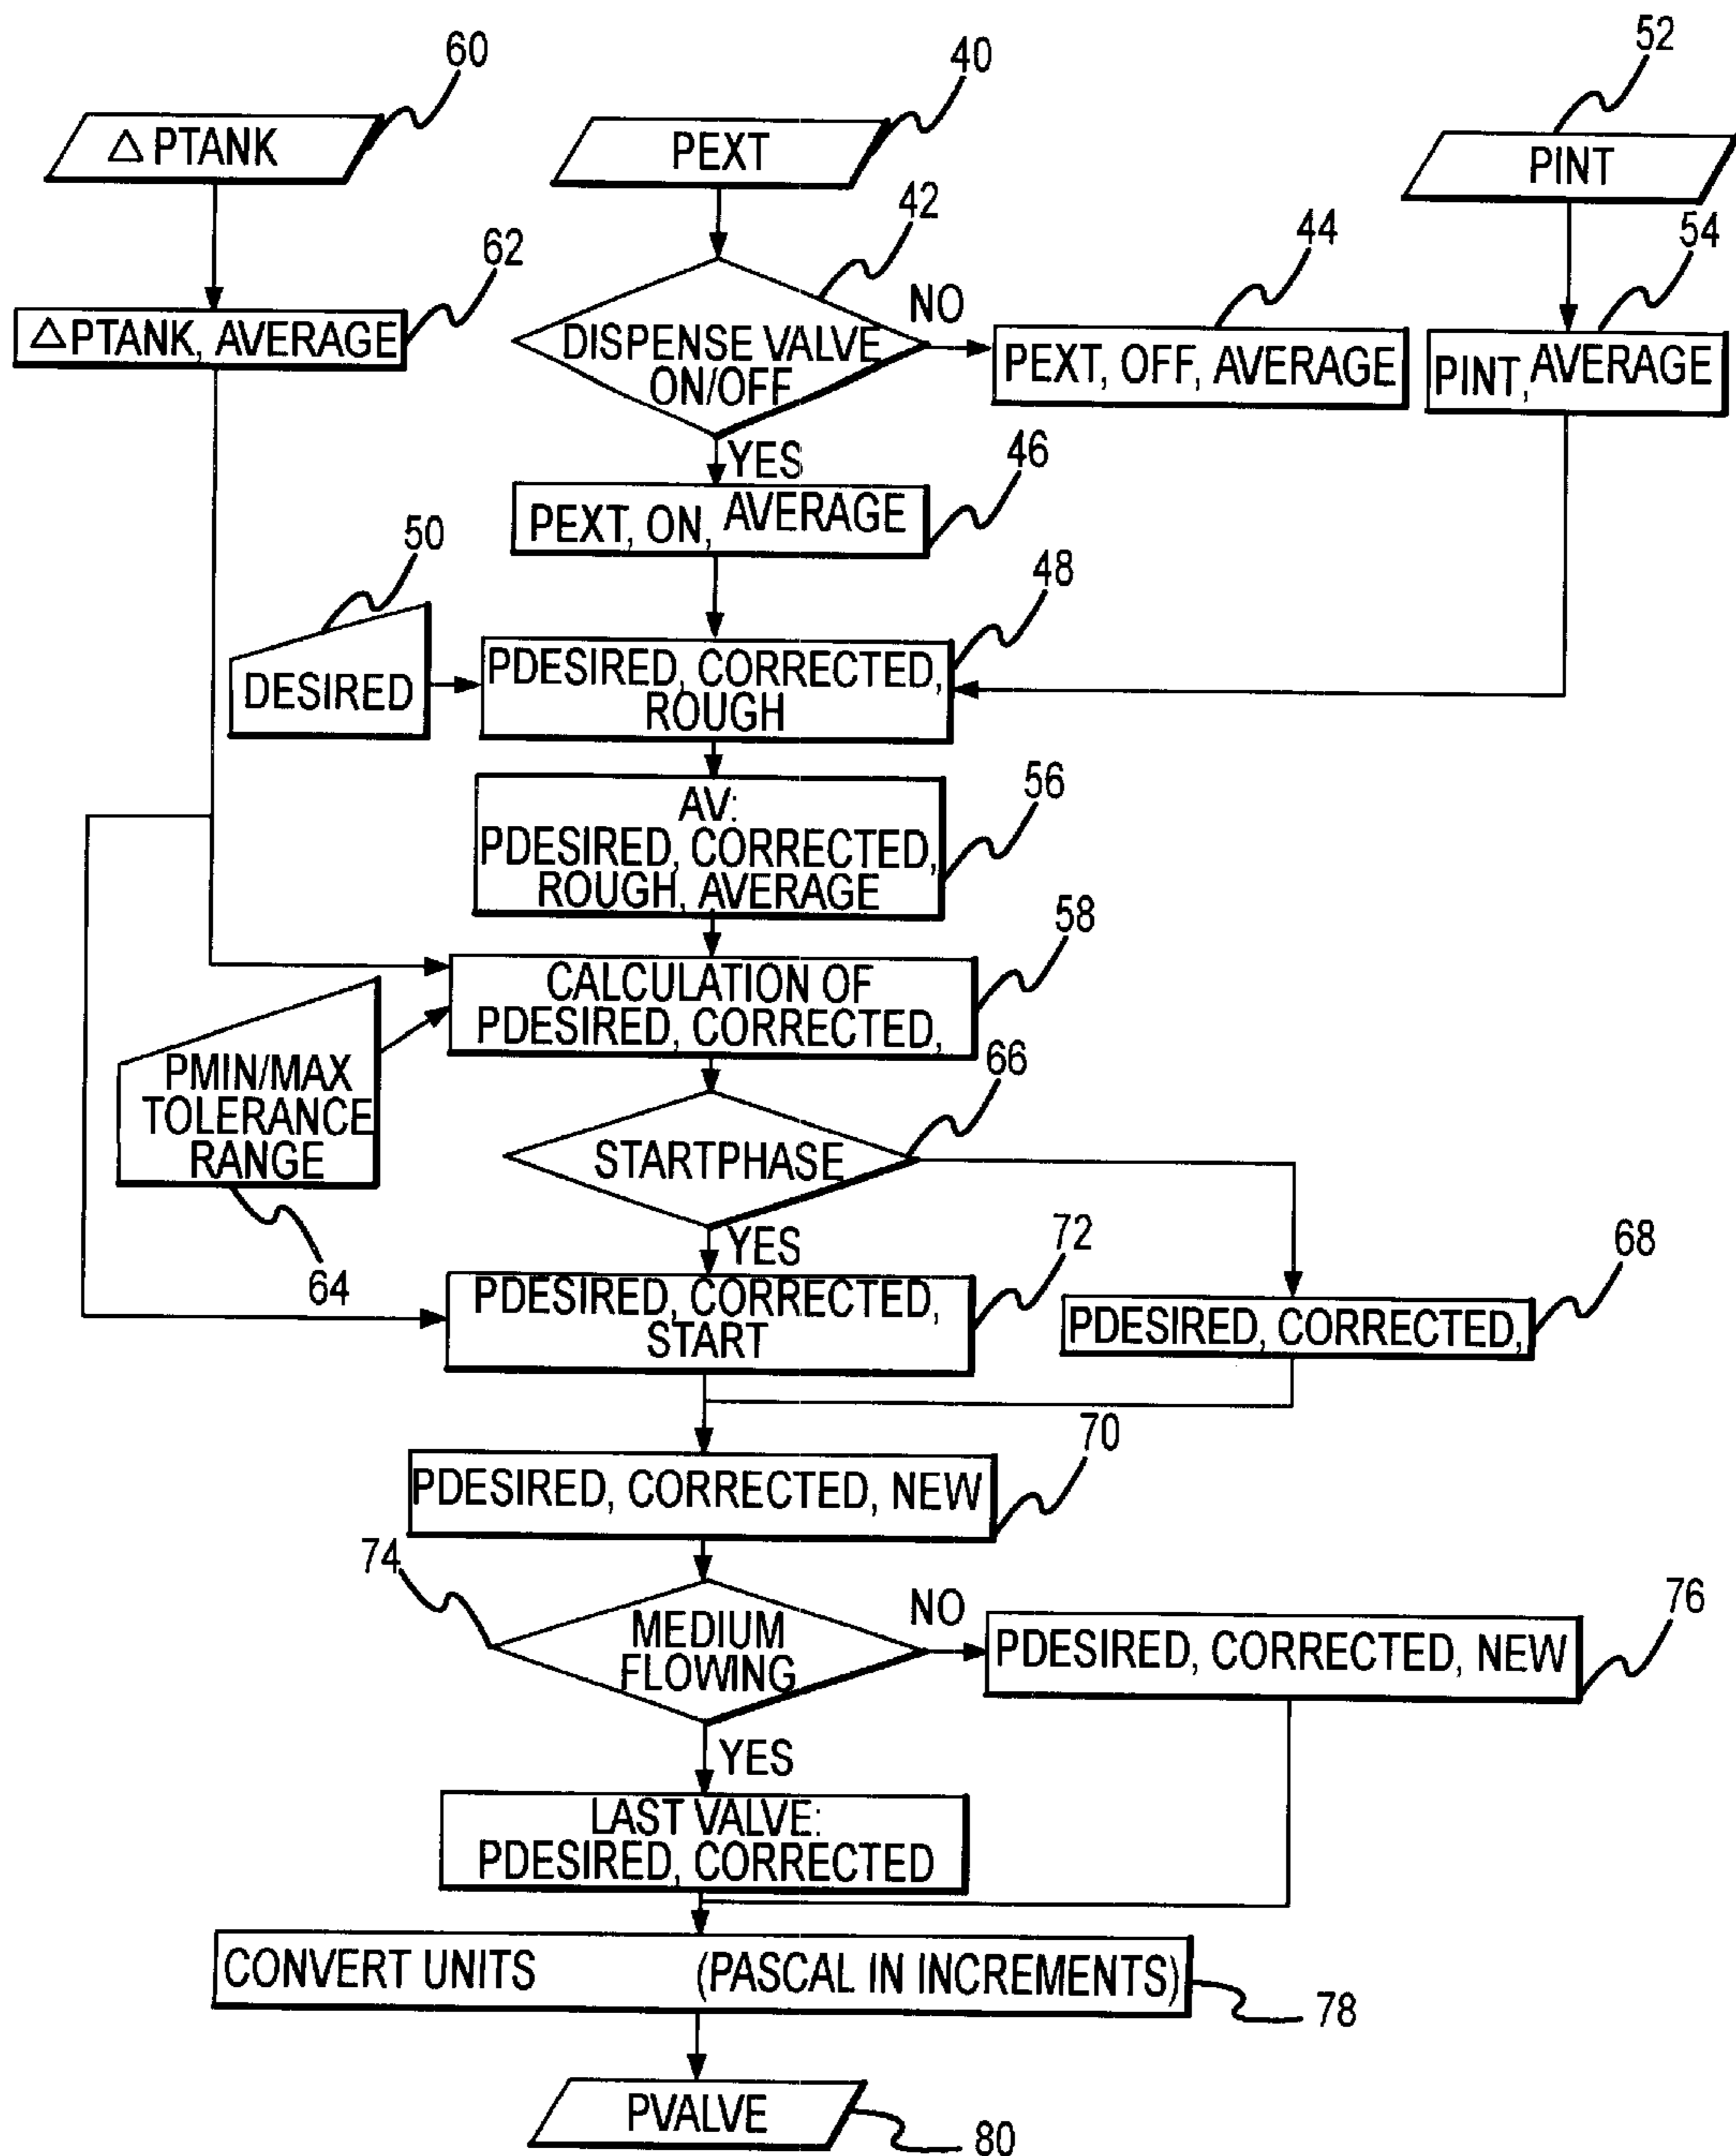 60
40
52
△ PTANK
PEXT
PINT
42
44
54
62
△PTANK, AVERAGE
DISPENSE VALVE
ON/OFF
NO
PEXT, OFF, AVERAGE
PINT, AVERAGE
YES
46
PEXT, ON, AVERAGE
50
48
DESIRED
PDESIRED, CORRECTED,
ROUGH
56
AV:
PDESIRED, CORRECTED,
ROUGH, AVERAGE
58
CALCULATION OF
PDESIRED, CORRECTED,
PMIN/MAX
TOLERANCE
RANGE
64
66
STARTPHASE
YES
72
68
PDESIRED, CORRECTED,
START
PDESIRED, CORRECTED,
70
PDESIRED, CORRECTED, NEW
74
MEDIUM
FLOWING
NO
76
PDESIRED, CORRECTED, NEW
YES
LAST VALVE:
PDESIRED, CORRECTED
CONVERT UNITS (PASCAL IN INCREMENTS)
78
PVALVE
80